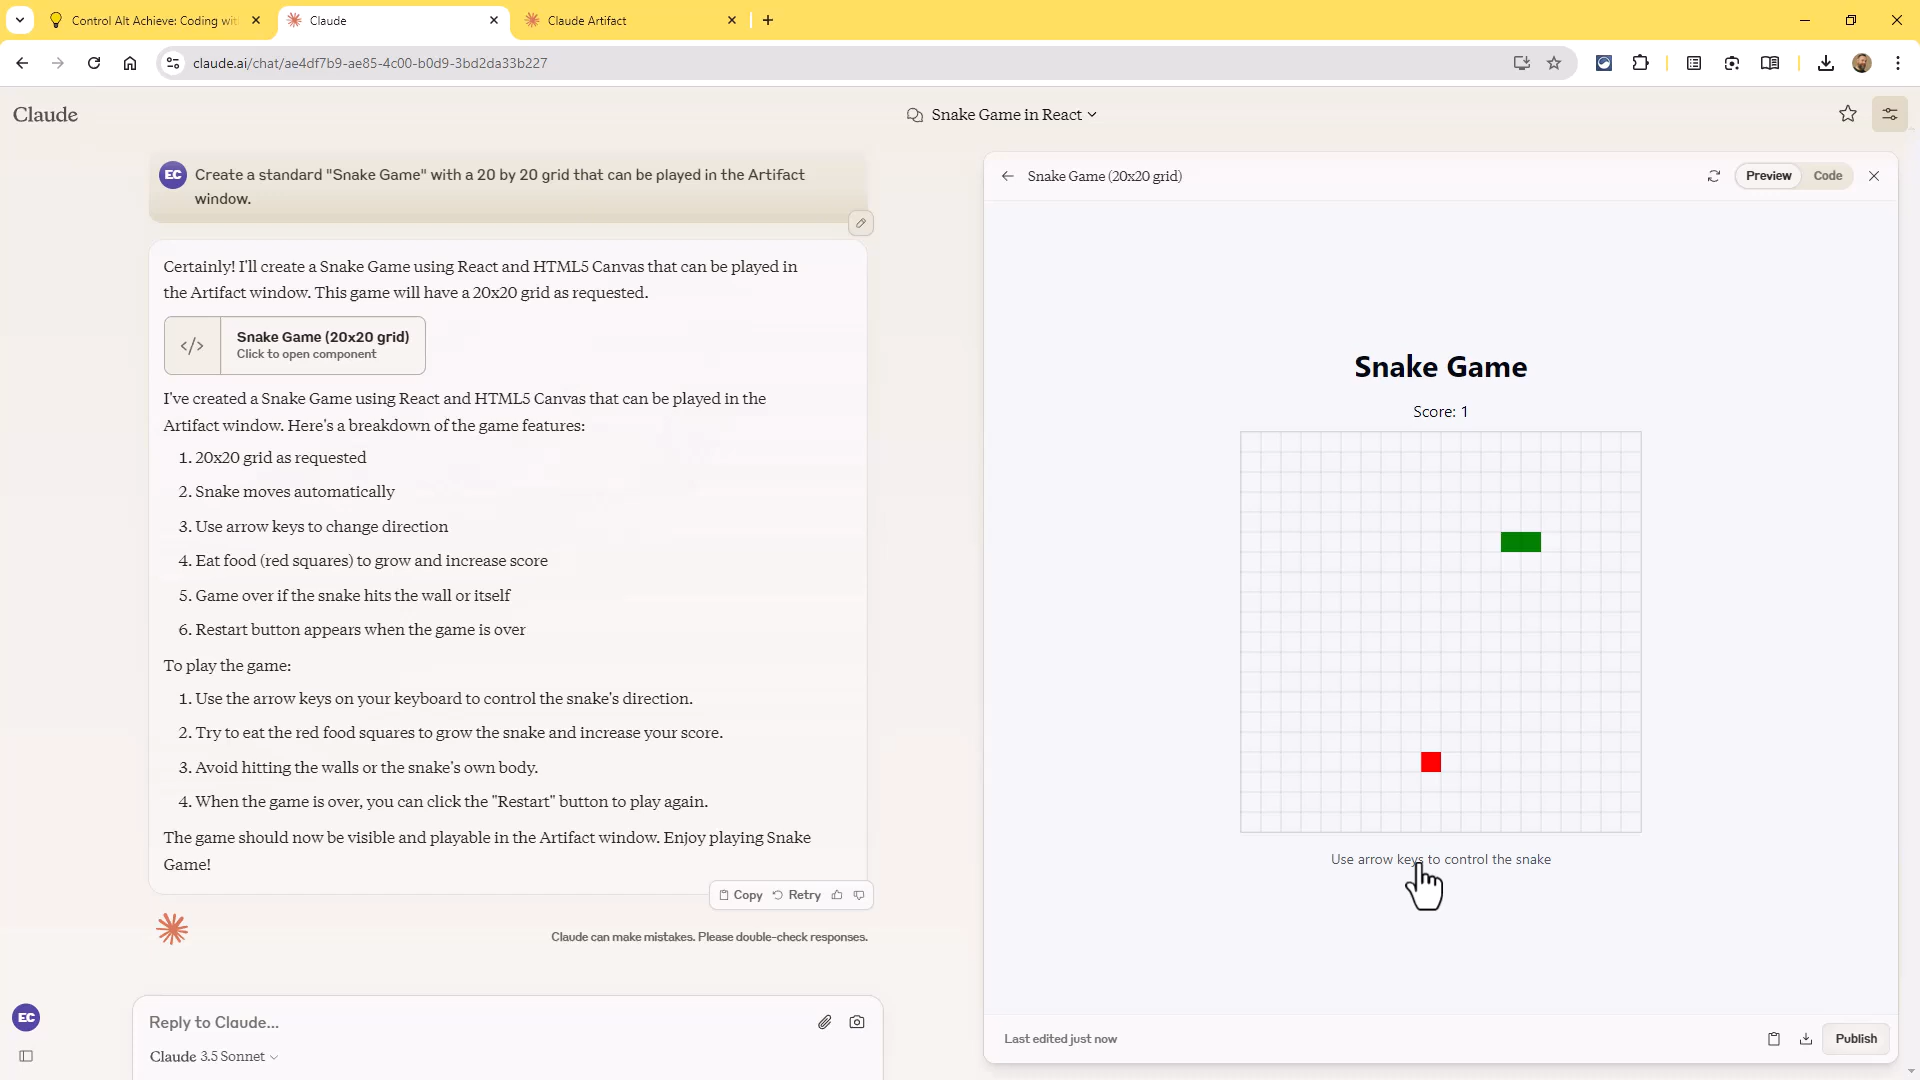 Control Alt Achieve: Coding wit
Claude
Claude Artifact
claude.ai/chat/ae4df7b9-ae85-4c00-b0d9-3bd2da33b227
Claude
Snake Game in React
EC
Create a standard "Snake Game" with a 20 by 20 grid that can be played in the Artifact
window.
Certainly! I'll create a Snake Game using React and HTML5 Canvas that can be played in
the Artifact window. This game will have a 20x20 grid as requested.
</>
Snake Game (20x20 grid)
Click to open component
I've created a Snake Game using React and HTML5 Canvas that can be played in the
Artifact window. Here's a breakdown of the game features:
1. 20x20 grid as requested
2. Snake moves automatically
3. Use arrow keys to change direction
4. Eat food (red squares) to grow and increase score
5. Game over if the snake hits the wall or itself
6. Restart button appears when the game is over
To play the game:
1. Use the arrow keys on your keyboard to control the snake's direction.
2. Try to eat the red food squares to grow the snake and increase your score.
3. Avoid hitting the walls or the snake's own body.
4. When the game is over, you can click the "Restart" button to play again.
The game should now be visible and playable in the Artifact window. Enjoy playing Snake
Game!
Copy Retry
Claude can make mistakes. Please double-check responses.
EC
Reply to Claude...
Claude 3.5 Sonnet
Snake Game (20x20 grid)
Preview Code
Snake Game
Score: 1
Use arrow keys to control the snake
Last edited just now
Publish